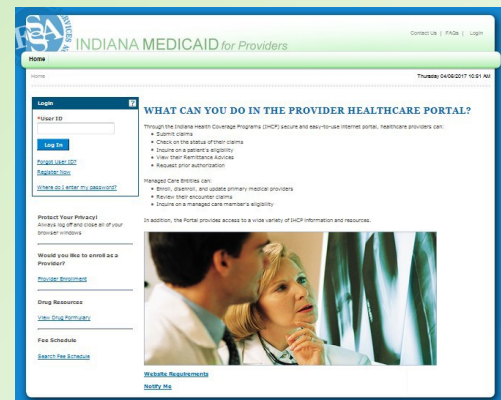 FSSA
SERVICES
Contact Us | FAQs | Login
INDIANA MEDICAID for Providers
Home
Home
Thursday 04/06/2017 10:51 AM
Login
?
*User ID
Log In
Forgot User ID?
Register Now
Where do I enter my password?
Protect Your Privacy!
Always log off and close all of your
browser windows
Would you like to enroll as a
Provider?
Provider Enrollment
Drug Resources
View Drug Formulary
Fee Schedule
Search Fee Schedule
WHAT CAN YOU DO IN THE PROVIDER HEALTHCARE PORTAL?
Through the Indiana Health Coverage Programs (IHCP) secure and easy-to-use internet portal, healthcare providers can:
Submit claims
Check on the status of their claims
Inquire on a patient's eligibility
View their Remittance Advices
Request prior authorization
Managed Care Entities can:
Enroll, disenroll, and update primary medical providers
Review their encounter claims
Inquire on a managed care member's eligibility
In addition, the Portal provides access to a wide variety of IHCP information and resources.
Website Requirements
Notify Me